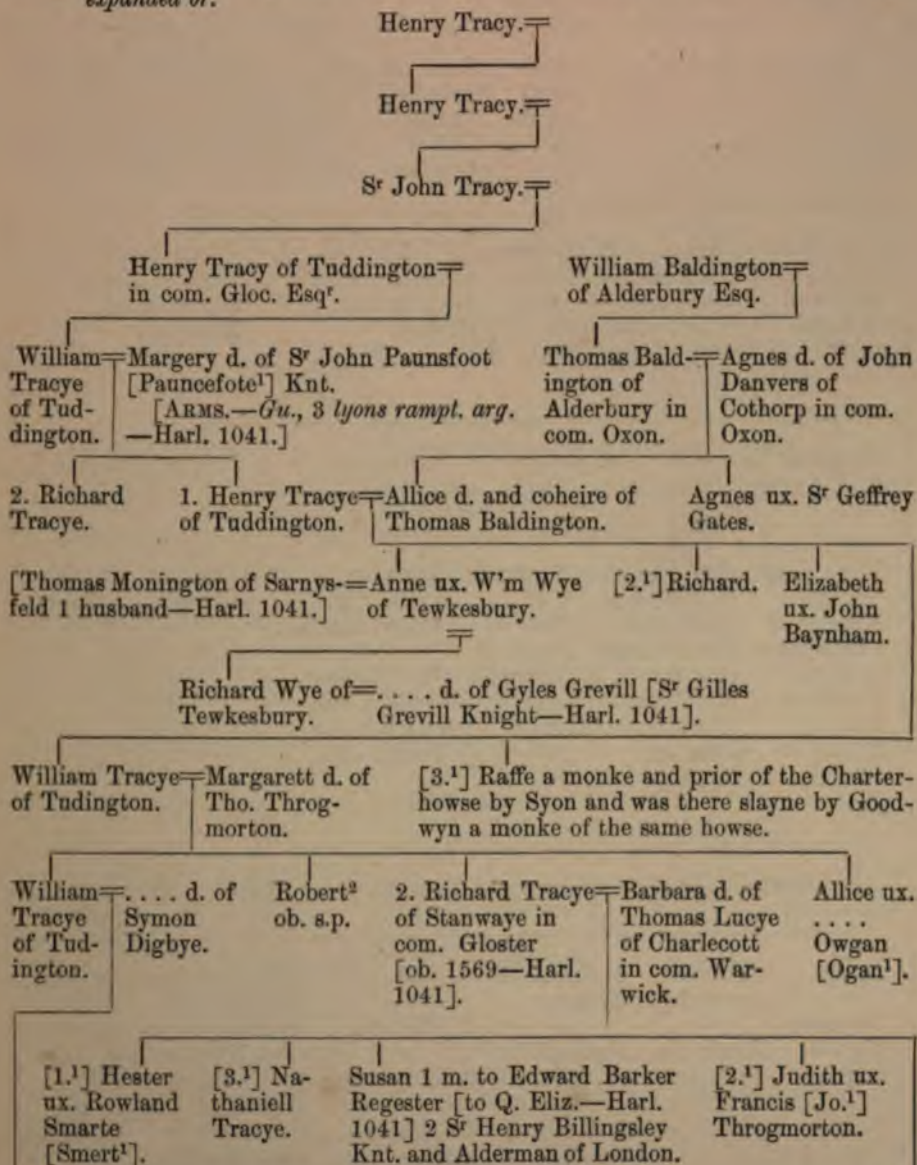 expanded or.
Henry Tracy.
Henry Tracy.
Sr John Tracy.
Henry Tracy of Tuddington
in com. Gloc. Esqr.
William Baldington
of Alderbury Esq.
William
Tracye
of Tud-
dington.
Margery d. of Sr John Paunsfoot
[Pauncefote1] Knt.
[ARMS.—Gu., 3 lyons rampt. arg.
—Harl. 1041.]
Thomas Bald-
ington of
Alderbury in
com. Oxon.
Agnes d. of John
Danvers of
Cothorp in com.
Oxon.
2. Richard
Tracye.
1. Henry Tracye
of Tuddington.
Allice d. and coheire of
Thomas Baldington.
Agnes ux. Sr Geffrey
Gates.
[Thomas Monington of Sarnys-
feld 1 husband—Harl. 1041.]
Anne ux. W'm Wye
of Tewkesbury.
[2.1] Richard.
Elizabeth
ux. John
Baynham.
Richard Wye of
Tewkesbury.
. . . . d. of Gyles Grevill [Sr Gilles
Grevill Knight—Harl. 1041].
William Tracye
of Tudington.
Margarett d. of
Tho. Throg-
morton.
[3.1] Raffe a monke and prior of the Charter-
howse by Syon and was there slayne by Good-
wyn a monke of the same howse.
William
Tracye
of Tud-
ington.
. . . . d. of
Symon
Digbye.
Robert2
ob. s.p.
2. Richard Tracye
of Stanwaye in
com. Gloster
[ob. 1569—Harl.
1041].
Barbara d. of
Thomas Lucye
of Charlecott
in com. War-
wick.
Allice ux.
. . . .
Owgan
[Ogan1].
[1.1] Hester
ux. Rowland
Smarte
[Smert1].
[3.1] Na-
thaniell
Tracye.
Susan 1 m. to Edward Barker
Regester [to Q. Eliz.—Harl.
1041] 2 Sr Henry Billingsley
Knt. and Alderman of London.
[2.1] Judith ux.
Francis [Jo.1]
Throgmorton.